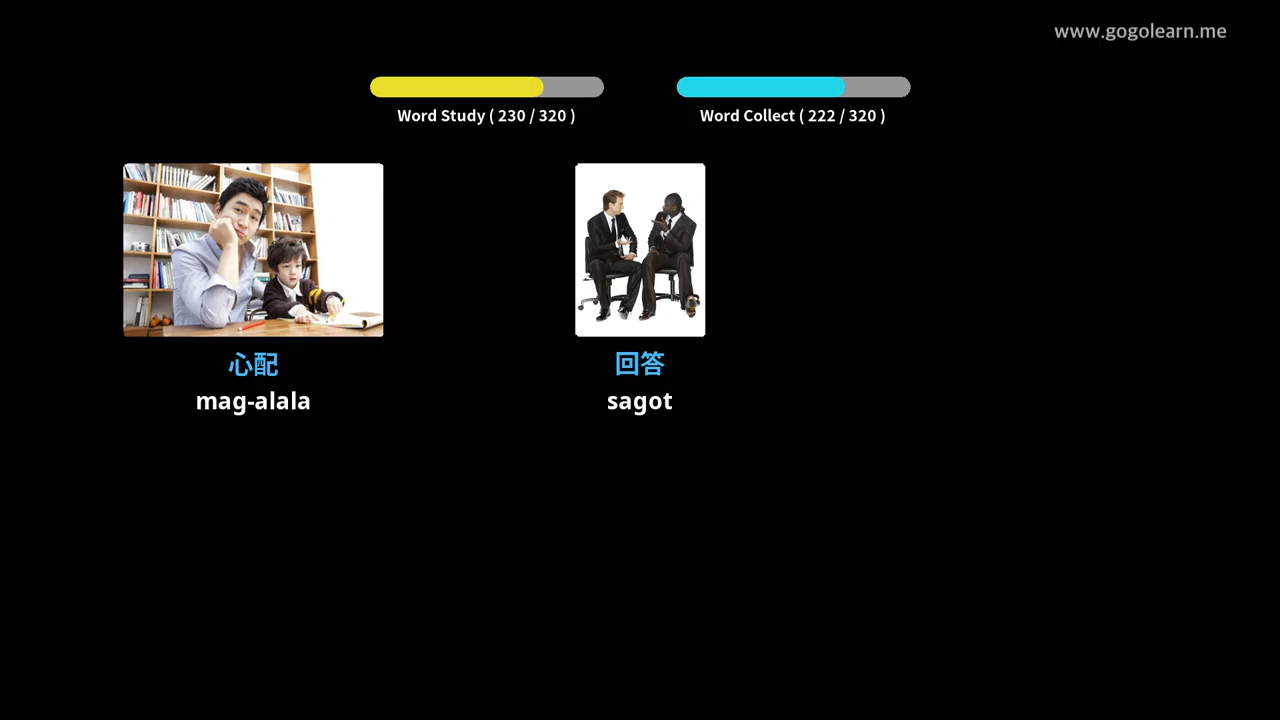 www.gogolearn.me
Word Study ( 230 / 320 )
Word Collect ( 222 / 320 )
心配
mag-alala
回答
sagot